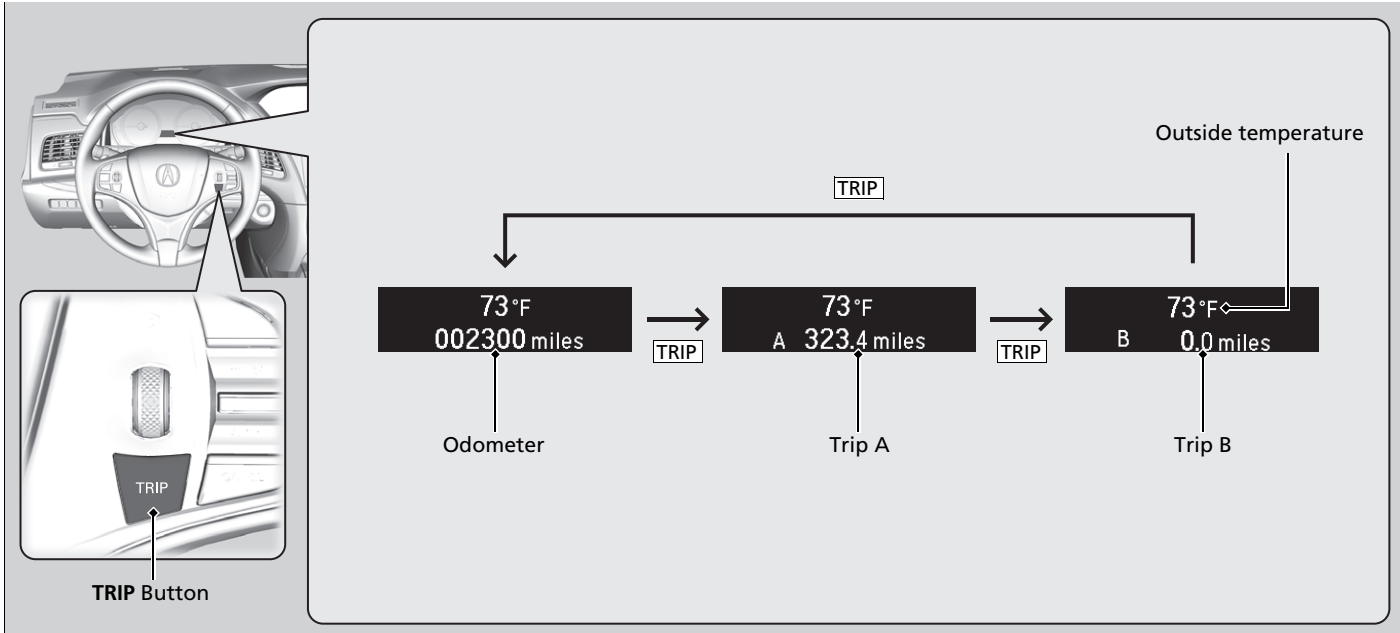 Outside temperature
TRIP
73°F
002300 miles
TRIP
73°F
A 323.4 miles
TRIP
73°F
B 0.0 miles
Odometer
Trip A
Trip B
TRIP
TRIP Button